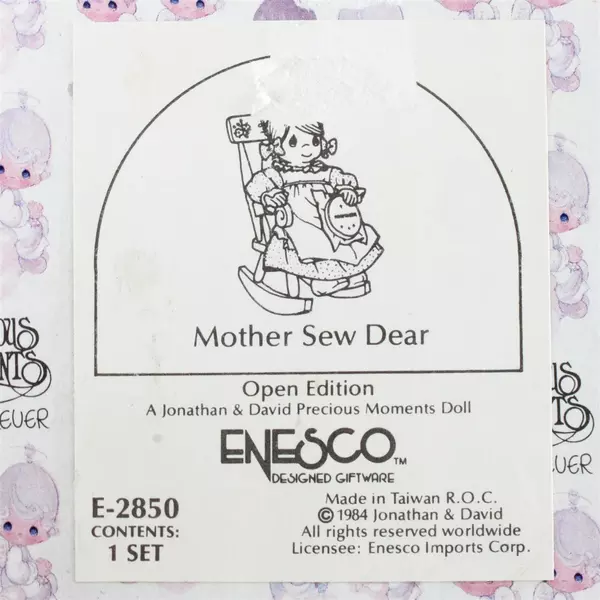 Mother Sew Dear
Open Edition
A Jonathan & David Precious Moments Doll
ENESCO™
DESIGNED GIFTWARE
E-2850
CONTENTS:
1 SET
Made in Taiwan R.O.C.
© 1984 Jonathan & David
All rights reserved worldwide
Licensee: Enesco Imports Corp.